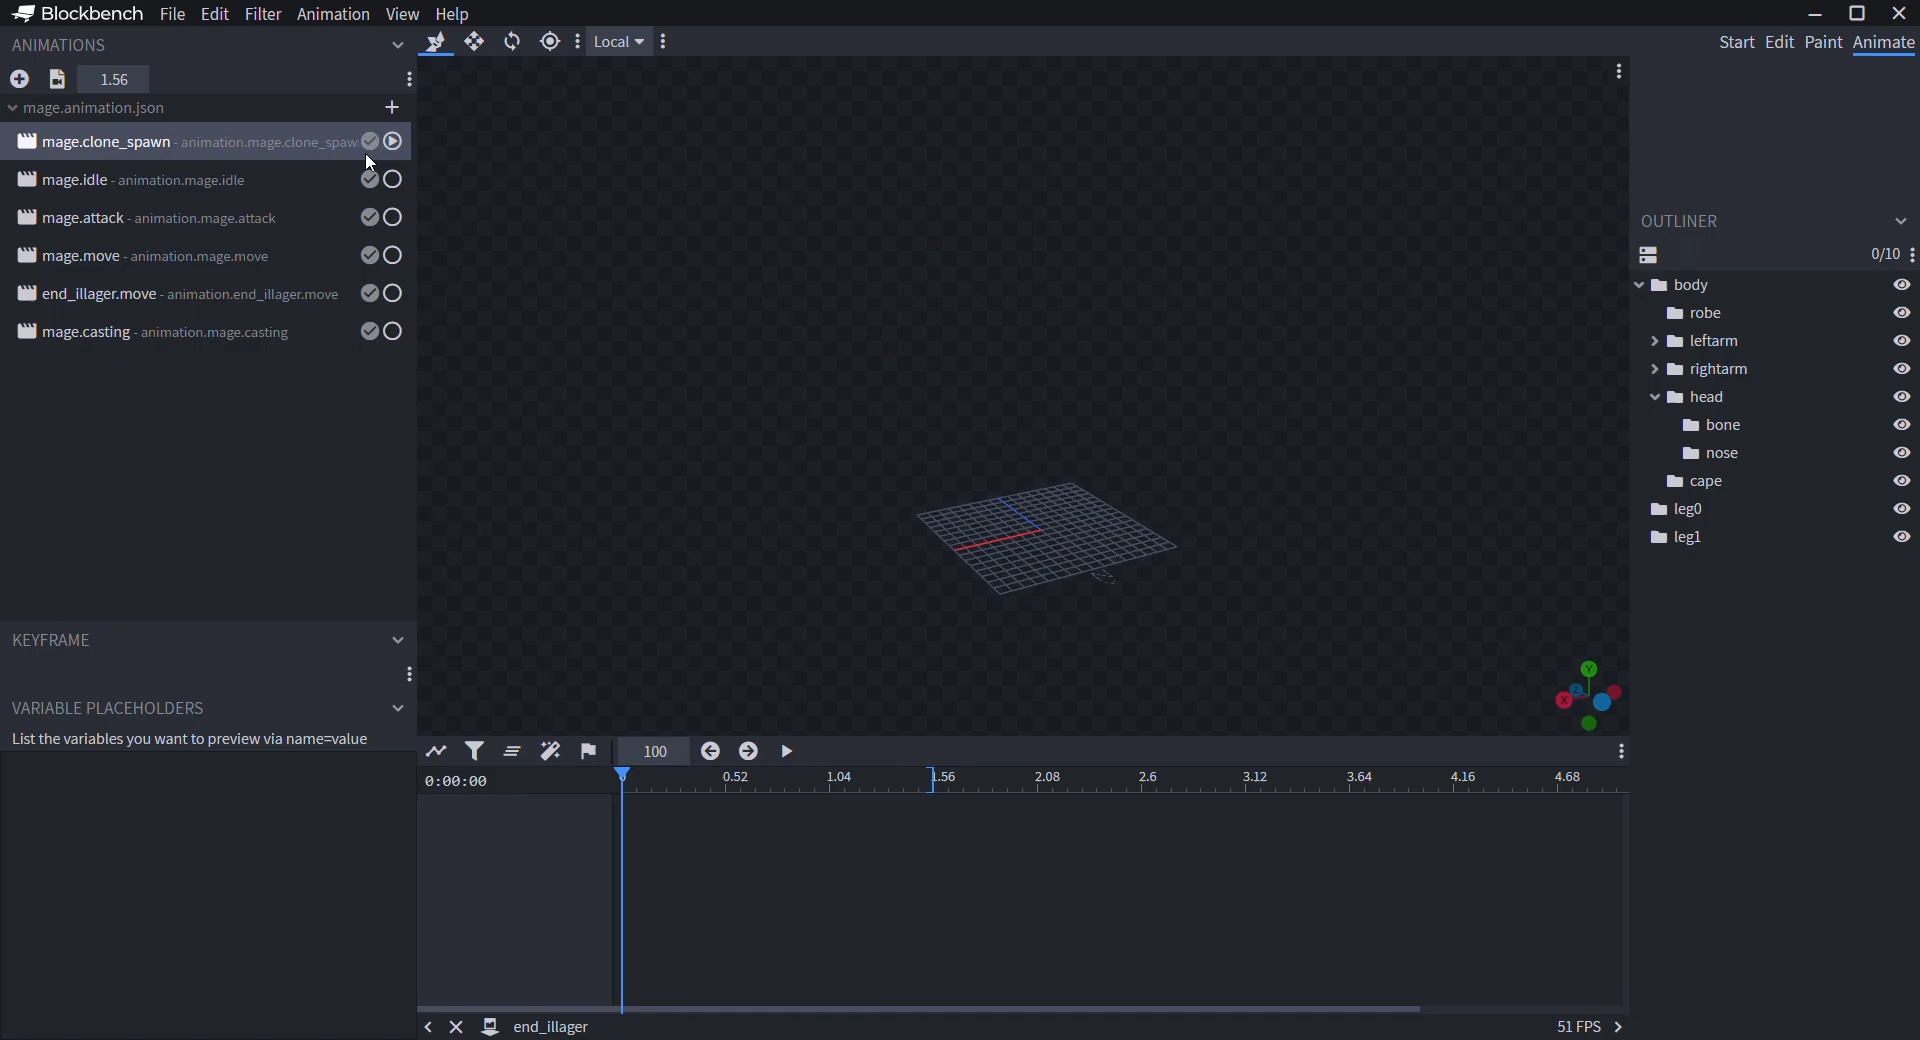 Blockbench File Edit Filter Animation View Help
ANIMATIONS
Local
Start Edit Paint Animate
1.56
mage.animation.json
mage.clone_spawn - animation.mage.clone_spaw
mage.idle - animation.mage.idle
mage.attack - animation.mage.attack
mage.move - animation.mage.move
end_illager.move - animation.end_illager.move
mage.casting - animation.mage.casting
OUTLINER
0/10
body
robe
leftarm
rightarm
head
bone
nose
cape
leg0
leg1
KEYFRAME
VARIABLE PLACEHOLDERS
List the variables you want to preview via name=value
Y
X
Z
100
0:00:00
0 0.52 1.04 1.56 2.08 2.6 3.12 3.64 4.16 4.68
end_illager
51 FPS